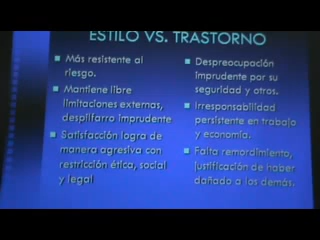 ESTILO VS. TRASTORNO
Más resistente al
riesgo.
Mantiene libre
limitaciones externas,
despilfarro imprudente
Satisfacción logra de
manera agresiva con
restricción ética, social
y legal
Despreocupación
imprudente por su
seguridad y otros.
Irresponsabilidad
persistente en trabajo
y economía.
Falta remordimiento,
justificación de haber
dañado a los demás.